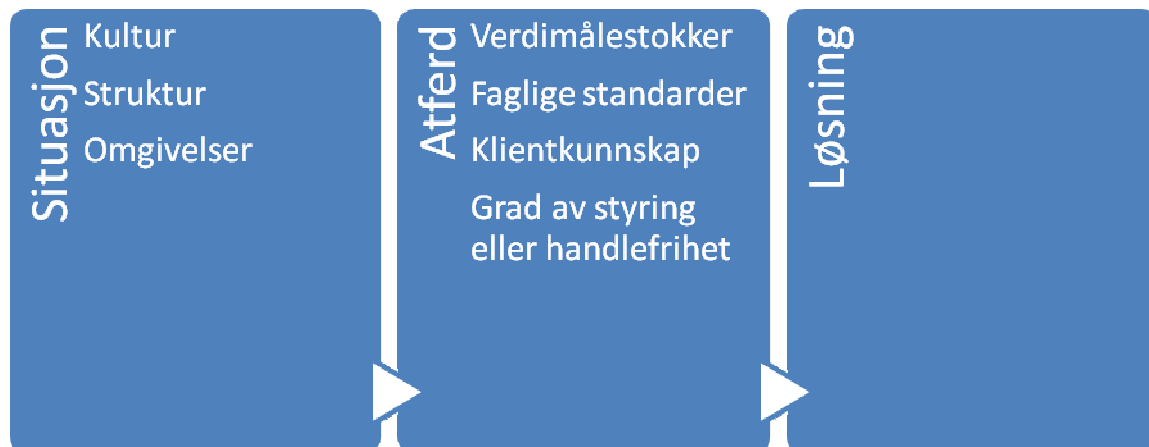 Situasjon
Kultur
Struktur
Omgivelser
Atferd
Verdimålestokker
Faglige standarder
Klientkunnskap
Grad av styring
eller handlefrihet
Løsning